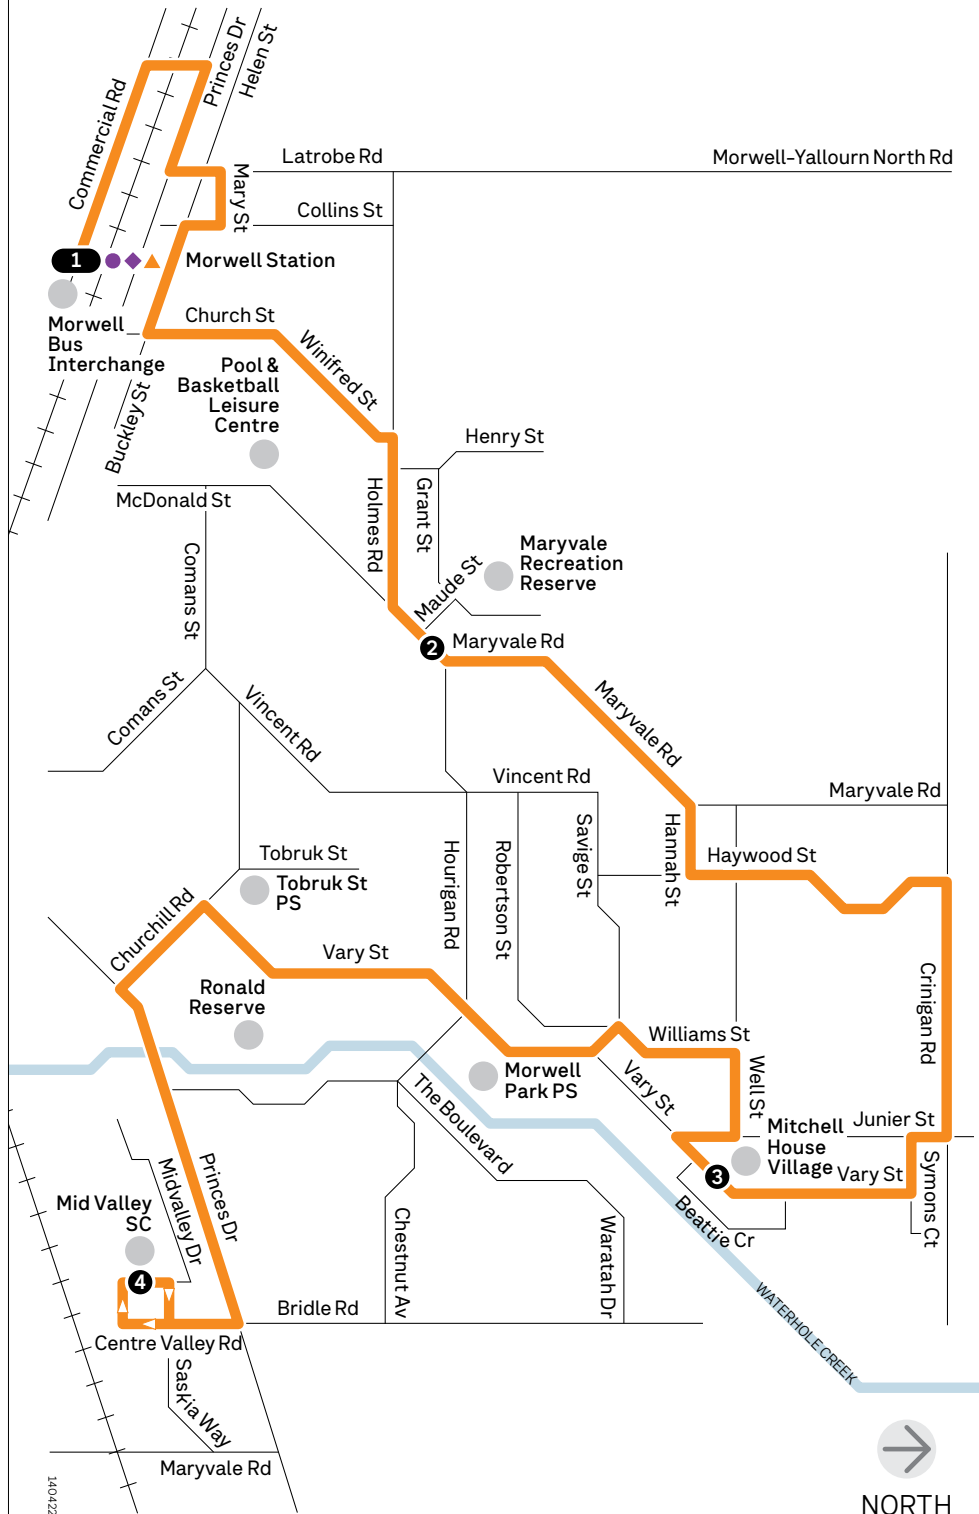 Princes Dr
Helen St
Commercial Rd
Latrobe Rd
Morwell-Yallourn North Rd
Mary St
Collins St
1
Morwell Station
Church St
Morwell
Bus
Interchange
Winifred St
Pool &
Basketball
Leisure
Centre
Buckley St
Henry St
McDonald St
Holmes Rd
Grant St
Maryvale
Recreation
Reserve
Comans St
Maude St
2
Maryvale Rd
Comans St
Vincent Rd
Maryvale Rd
Vincent Rd
Maryvale Rd
Savige St
Hannah St
Hourigan Rd
Robertson St
Tobruk St
Haywood St
Tobruk St
PS
Churchill Rd
Vary St
Ronald
Reserve
Crinigan Rd
Williams St
Morwell
Park PS
Vary St
Well St
The Boulevard
Junier St
Mitchell
House
Village
3
Vary St
Symons Ct
Beattie Cr
Princes Dr
Midvalley Dr
Mid Valley
SC
4
Chestnut Av
Waratah Dr
Bridle Rd
Centre Valley Rd
WATERHOLE CREEK
Saskia Way
Maryvale Rd
140422
NORTH